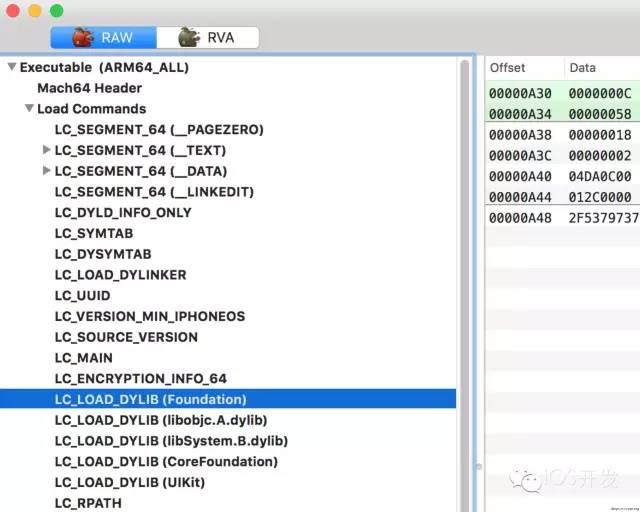 RAW RVA
Executable (ARM64_ALL)
Mach64 Header
Load Commands
LC_SEGMENT_64 (__PAGEZERO)
LC_SEGMENT_64 (__TEXT)
LC_SEGMENT_64 (__DATA)
LC_SEGMENT_64 (__LINKEDIT)
LC_DYLD_INFO_ONLY
LC_SYMTAB
LC_DYSYMTAB
LC_LOAD_DYLINKER
LC_UUID
LC_VERSION_MIN_IPHONEOS
LC_SOURCE_VERSION
LC_MAIN
LC_ENCRYPTION_INFO_64
LC_LOAD_DYLIB (Foundation)
LC_LOAD_DYLIB (libobjc.A.dylib)
LC_LOAD_DYLIB (libSystem.B.dylib)
LC_LOAD_DYLIB (CoreFoundation)
LC_LOAD_DYLIB (UIKit)
LC_RPATH
Offset Data
00000A30 0000000C
00000A34 00000058
00000A38 00000018
00000A3C 00000002
00000A40 04DA0C00
00000A44 012C0000
00000A48 2F5379737
iOS开发